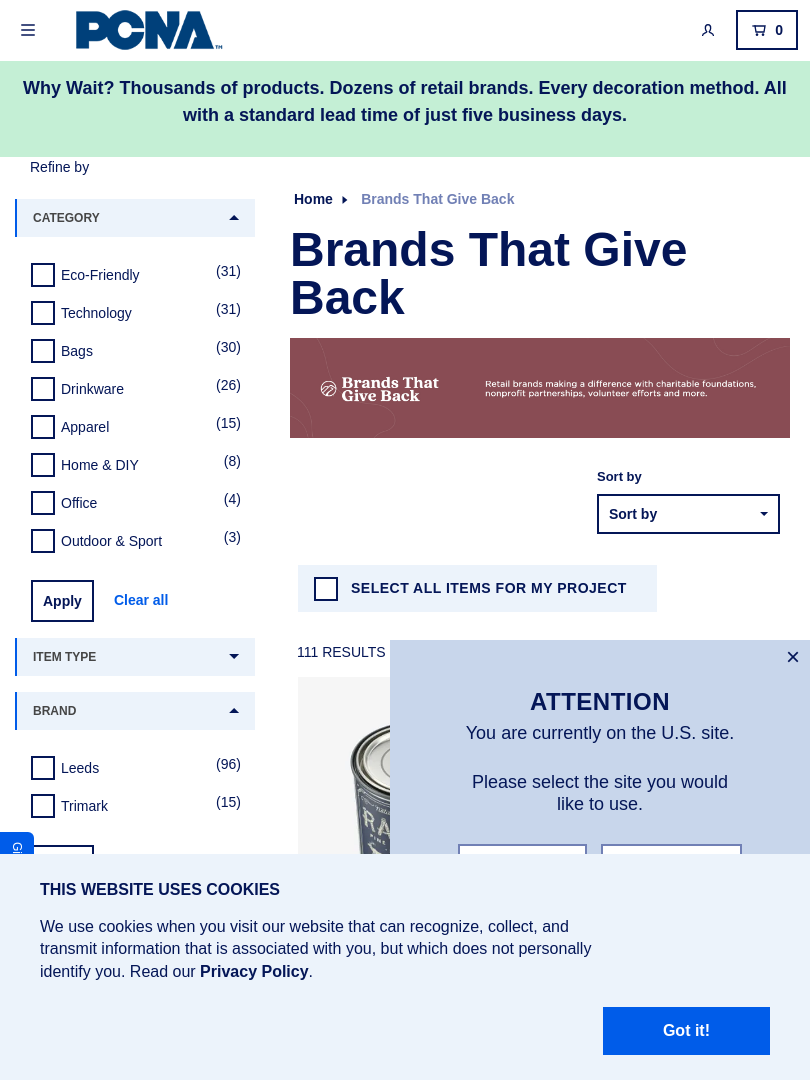 PCNA™
0
Why Wait? Thousands of products. Dozens of retail brands. Every decoration method. All
with a standard lead time of just five business days.
Refine by
CATEGORY
Eco-Friendly (31)
Technology (31)
Bags (30)
Drinkware (26)
Apparel (15)
Home & DIY (8)
Office (4)
Outdoor & Sport (3)
Apply Clear all
ITEM TYPE
BRAND
Leeds (96)
Trimark (15)
Home Brands That Give Back
Brands That Give
Back
Brands That
Give Back
Retail brands making a difference with charitable foundations,
nonprofit partnerships, volunteer efforts and more.
Sort by
Sort by
SELECT ALL ITEMS FOR MY PROJECT
111 RESULTS
×
ATTENTION
You are currently on the U.S. site.
Please select the site you would
like to use.
THIS WEBSITE USES COOKIES
We use cookies when you visit our website that can recognize, collect, and
transmit information that is associated with you, but which does not personally
identify you. Read our Privacy Policy.
Got it!